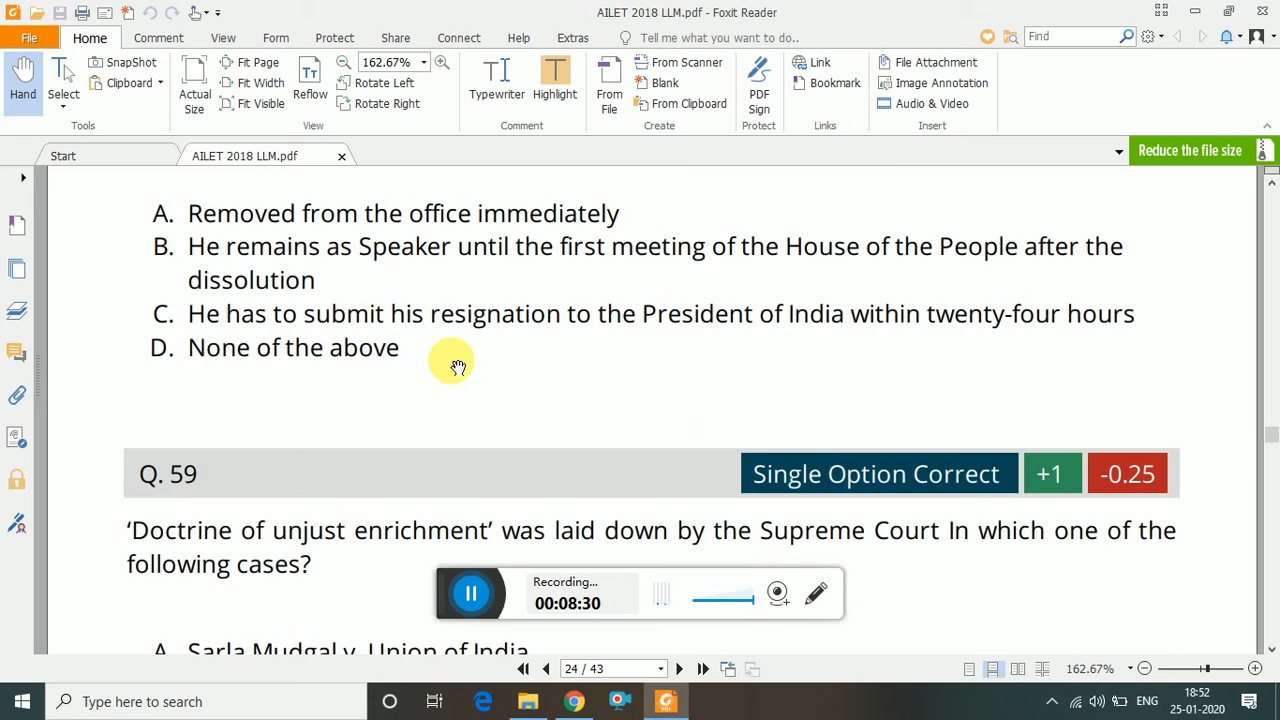 AILET 2018 LLM.pdf - Foxit Reader
File Home Comment View Form Protect Share Connect Help Extras Tell me what you want to do.. Find
Hand
Select
SnapShot
Clipboard
Actual Size
Fit Page
Fit Width
Fit Visible
Reflow
162.67%
Rotate Left
Rotate Right
Typewriter
Highlight
From File
From Scanner
Blank
From Clipboard
PDF Sign
Link
Bookmark
File Attachment
Image Annotation
Audio & Video
Tools View Comment Create Protect Links Insert
Start AILET 2018 LLM.pdf Reduce the file size
A. Removed from the office immediately
B. He remains as Speaker until the first meeting of the House of the People after the
dissolution
C. He has to submit his resignation to the President of India within twenty-four hours
D. None of the above
Q. 59 Single Option Correct +1 -0.25
‘Doctrine of unjust enrichment’ was laid down by the Supreme Court In which one of the
following cases?
Recording...
00:08:30
A. Sarla Mudgal v. Union of India
24 / 43 162.67%
Type here to search ENG 18:52
25-01-2020